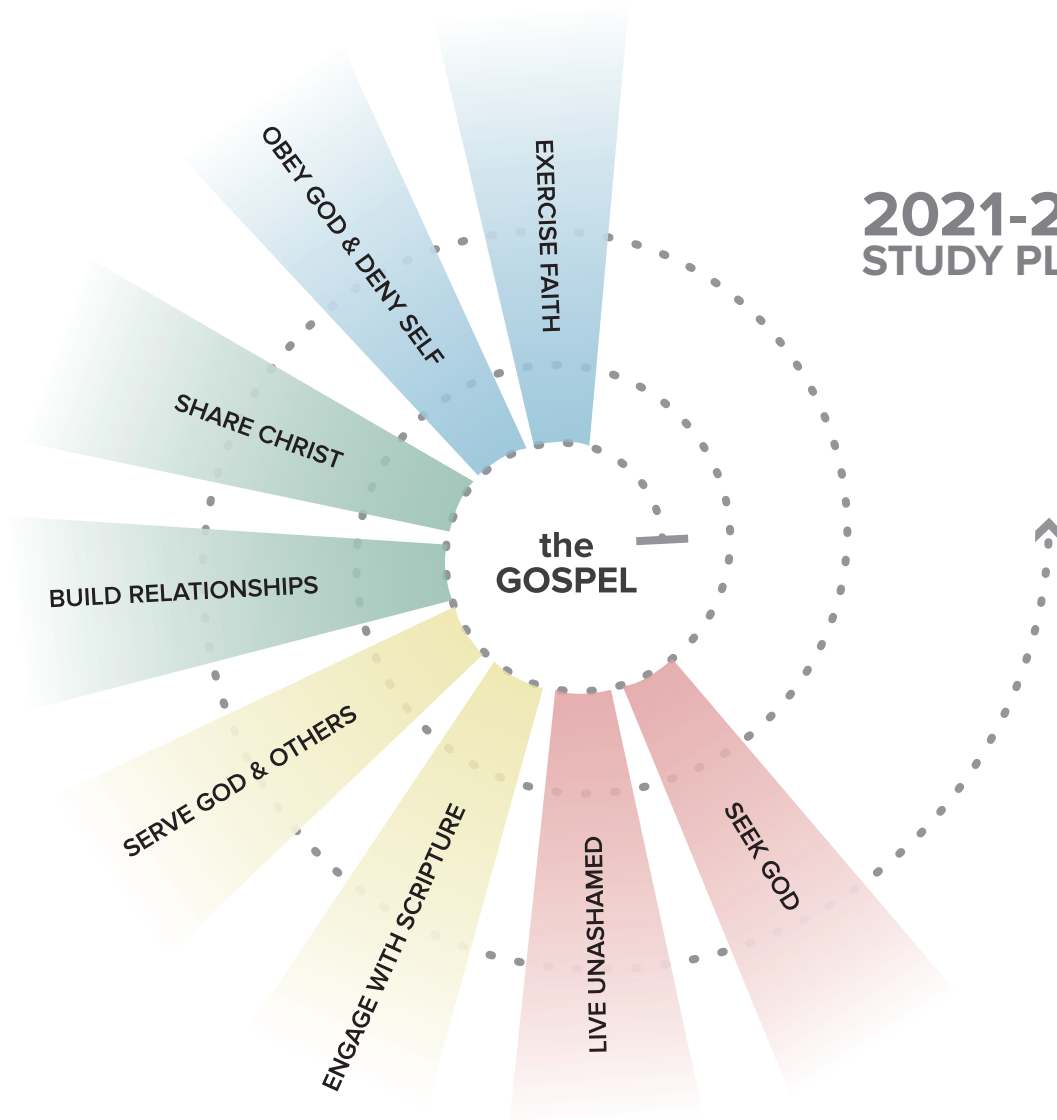 EXERCISE FAITH
OBEY GOD & DENY SELF
2021-2
STUDY PL
SHARE CHRIST
the
GOSPEL
BUILD RELATIONSHIPS
SERVE GOD & OTHERS
ENGAGE WITH SCRIPTURE
LIVE UNASHAMED
SEEK GOD